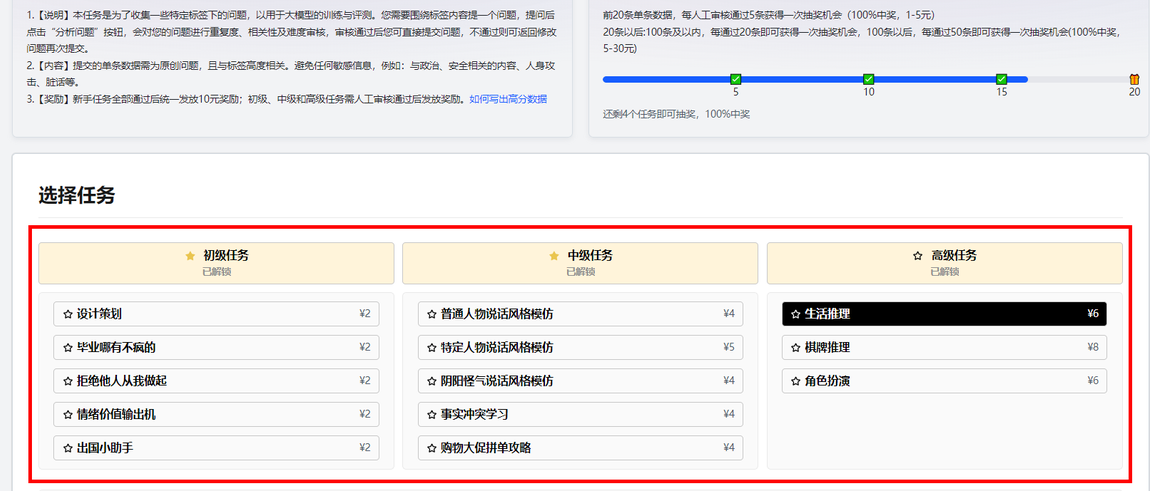 1.【说明】本任务是为了收集一些特定标签下的问题，以用于大模型的训练与评测。您需要围绕标签内容提一个问题，提问后
点击“分析问题”按钮，会对您的问题进行重复度、相关性及难度审核，审核通过后您可直接提交问题，不通过则可返回修改
问题再次提交。
2.【内容】提交的单条数据需为原创问题，且与标签高度相关。避免任何敏感信息，例如：与政治、安全相关的内容、人身攻
击、脏话等。
3.【奖励】新手任务全部通过后统一发放10元奖励；初级、中级和高级任务需人工审核通过后发放奖励。如何写出高分数据
前20条单条数据，每人工审核通过5条获得一次抽奖机会（100%中奖，1-5元）
20条以后:100条及以内，每通过20条即可获得一次抽奖机会，100条以后，每通过50条即可获得一次抽奖机会(100%中奖，
5-30元)
5 10 15 20
还剩4个任务即可抽奖，100%中奖
选择任务
初级任务
已解锁
设计策划 ¥2
毕业哪有不疯的 ¥2
拒绝他人从我做起 ¥2
情绪价值输出机 ¥2
出国小助手 ¥2
中级任务
已解锁
普通人物说话风格模仿 ¥4
特定人物说话风格模仿 ¥5
阴阳怪气说话风格模仿 ¥4
事实冲突学习 ¥4
购物大促拼单攻略 ¥4
高级任务
已解锁
生活推理 ¥6
棋牌推理 ¥8
角色扮演 ¥6